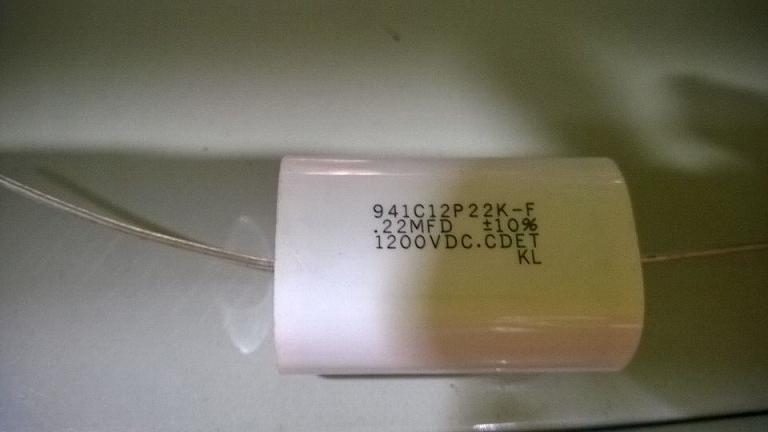 941C12P22K-F
.22MFD ±10%
1200VDC.CDET
KL